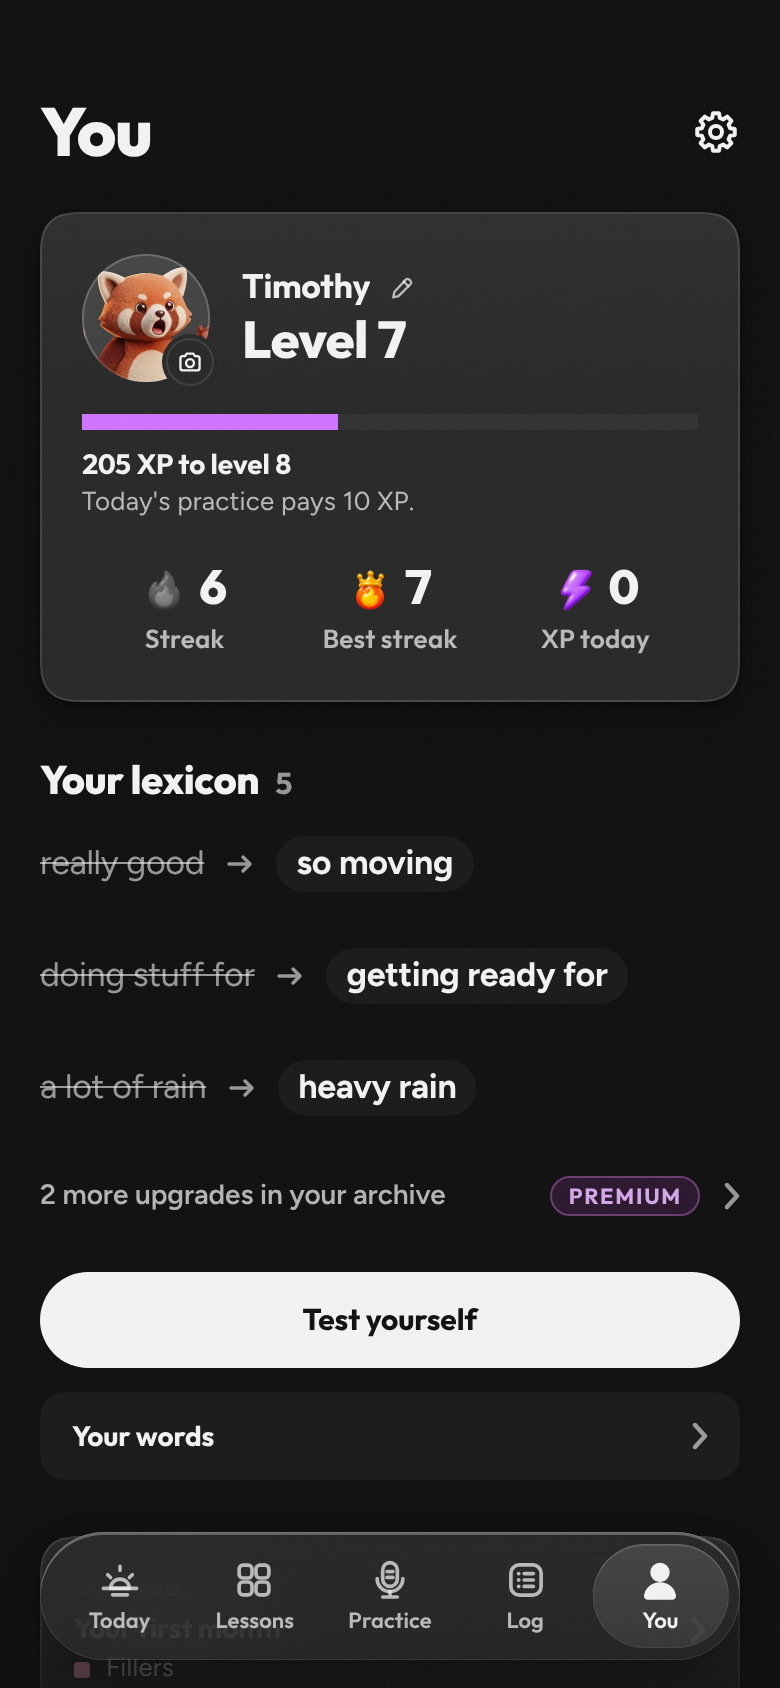 You
Timothy
Level 7
205 XP to level 8
Today's practice pays 10 XP.
6
7
0
Streak
Best streak
XP today
Your lexicon 5
really good → so moving
doing stuff for → getting ready for
a lot of rain → heavy rain
2 more upgrades in your archive PREMIUM
Test yourself
Your words
Today
Lessons
Practice
Log
You
Your first month
Fillers